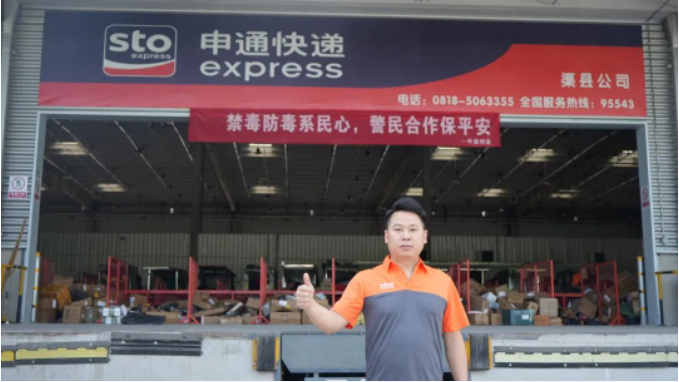 sto
express
申通快递
express
渠县公司
电话：0818-5063355 全国服务热线：95543
禁毒防毒系民心，警民合作保平安
5